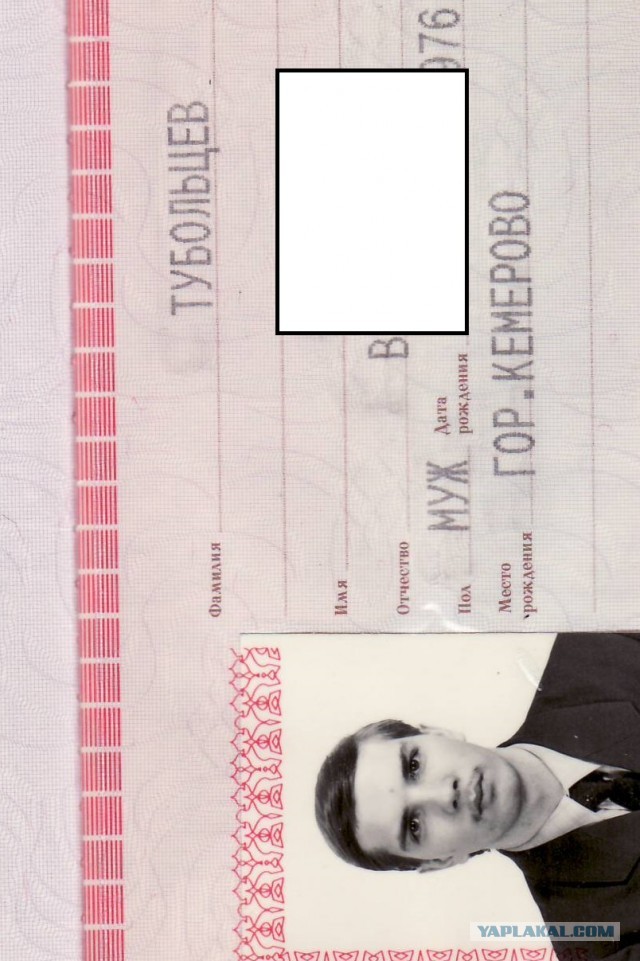 Фамилия ТУБОЛЬЦЕВ
Имя
Отчество В
Пол МУЖ Дата рождения 976
Место рождения ГОР.КЕМЕРОВО
YAPLAKAL.COM